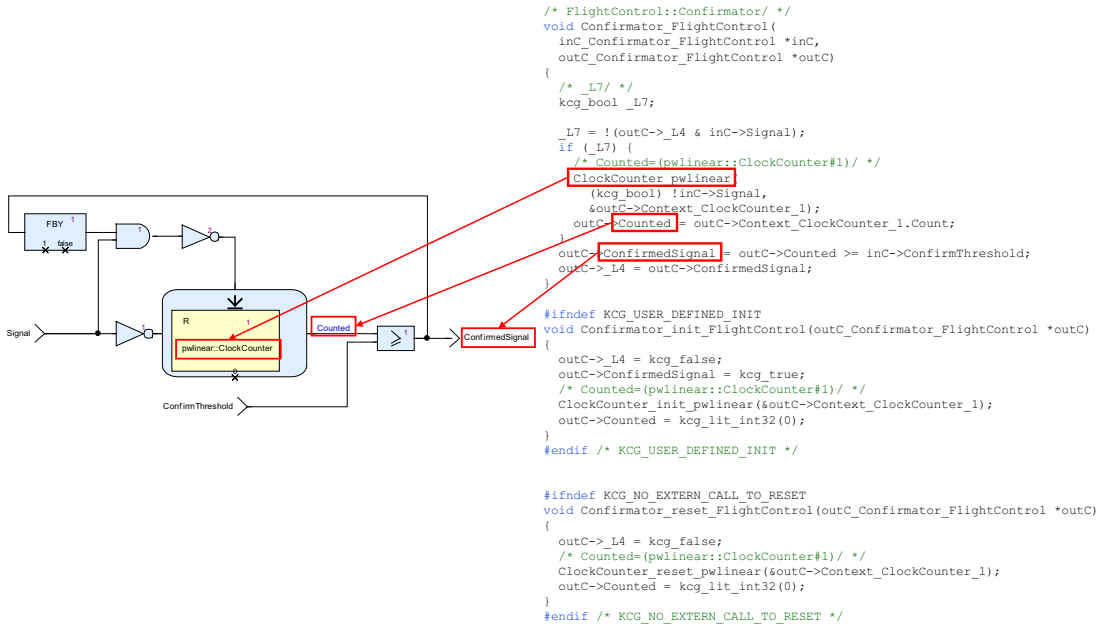 FBY
1
1
false
1
2
Signal
1
R
1
pwlinear::ClockCounter
0
Counted
1
≥
ConfirmedSignal
ConfirmThreshold
/* FlightControl::Confirmator/ */
void Confirmator_FlightControl(
inC_Confirmator_FlightControl *inC,
outC_Confirmator_FlightControl *outC)
{
/* _L7/ */
kcg_bool _L7;
_L7 = !(outC->_L4 & inC->Signal);
if (_L7) {
/* Counted=(pwlinear::ClockCounter#1)/ */
ClockCounter_pwlinear(
(kcg_bool) !inC->Signal,
&outC->Context_ClockCounter_1);
outC->Counted = outC->Context_ClockCounter_1.Count;
}
outC->ConfirmedSignal = outC->Counted >= inC->ConfirmThreshold;
outC->_L4 = outC->ConfirmedSignal;
}
#ifndef KCG_USER_DEFINED_INIT
void Confirmator_init_FlightControl(outC_Confirmator_FlightControl *outC)
{
outC->_L4 = kcg_false;
outC->ConfirmedSignal = kcg_true;
/* Counted=(pwlinear::ClockCounter#1)/ */
ClockCounter_init_pwlinear(&outC->Context_ClockCounter_1);
outC->Counted = kcg_lit_int32(0);
}
#endif /* KCG_USER_DEFINED_INIT */
#ifndef KCG_NO_EXTERN_CALL_TO_RESET
void Confirmator_reset_FlightControl(outC_Confirmator_FlightControl *outC)
{
outC->_L4 = kcg_false;
/* Counted=(pwlinear::ClockCounter#1)/ */
ClockCounter_reset_pwlinear(&outC->Context_ClockCounter_1);
outC->Counted = kcg_lit_int32(0);
}
#endif /* KCG_NO_EXTERN_CALL_TO_RESET */